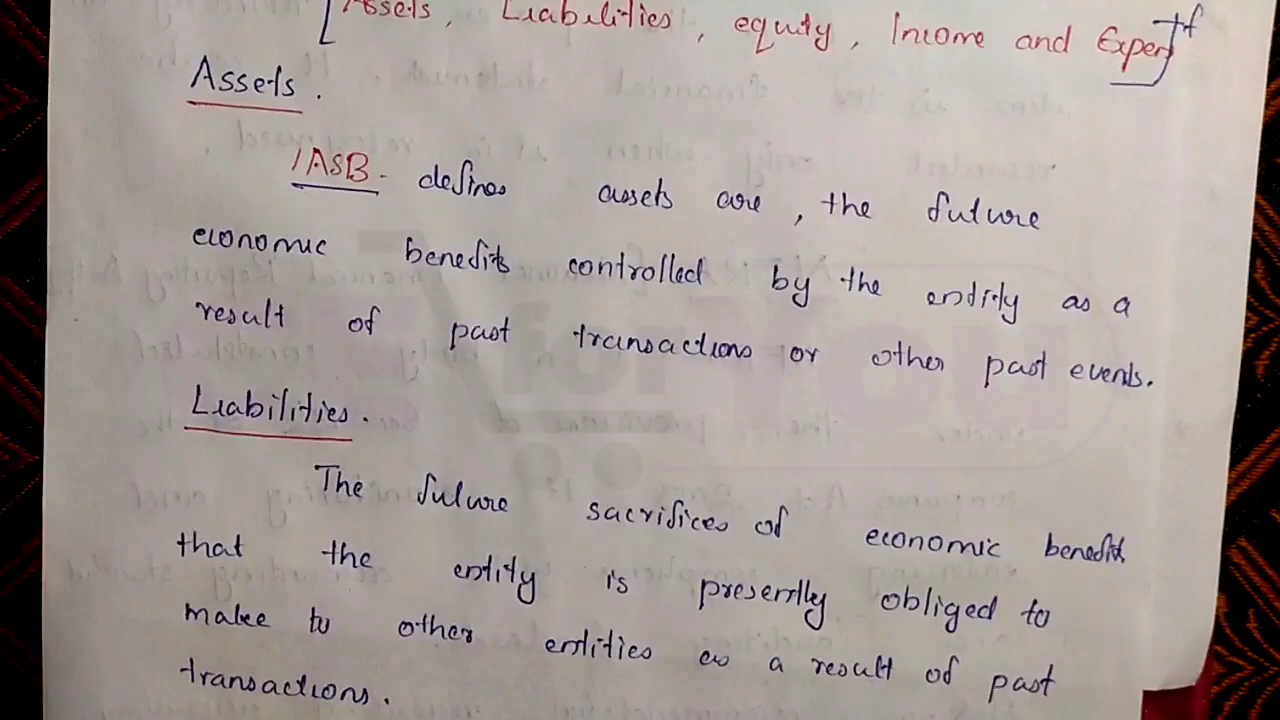 [Assets, Liabilities, equity, Income and Expen
Assets.
IASB defines assets are, the future
economic benefits controlled by the entity as a
result of past transactions or other past events.
Liabilities.
The future sacrifices of economic benefit
that the entity is presently obliged to
make to other entities as a result of past
transactions.